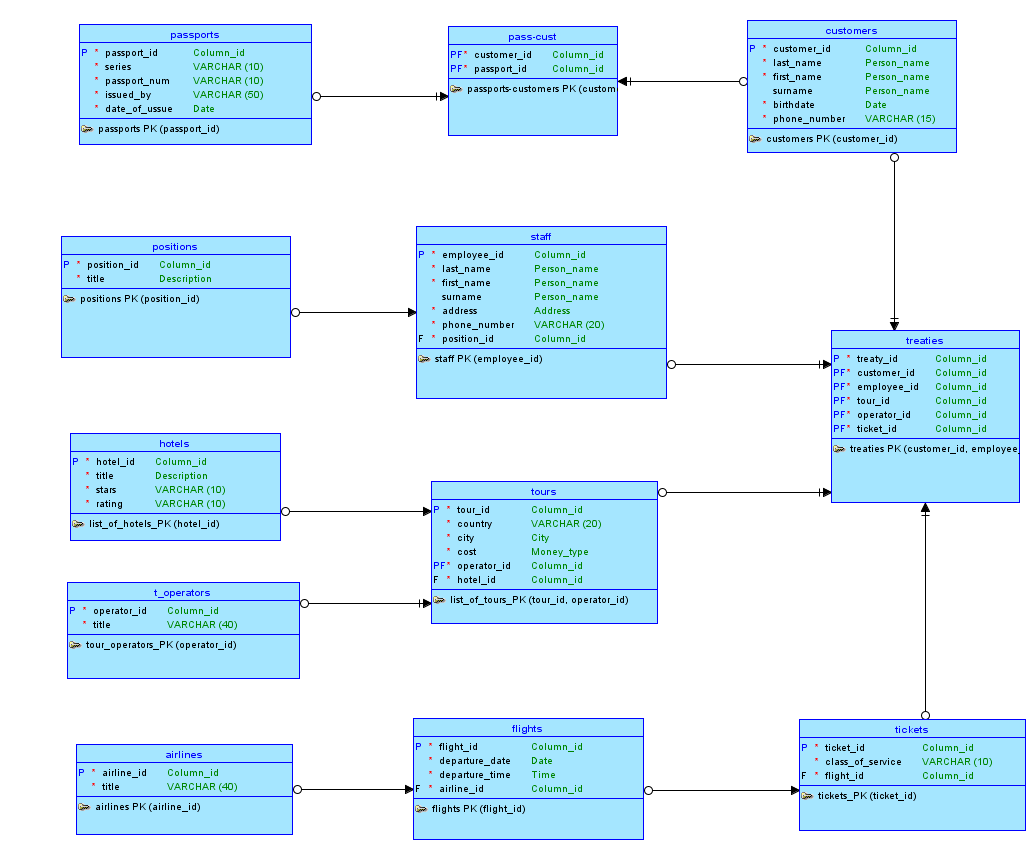 passports
P * passport_id Column_id
* series VARCHAR (10)
* passport_num VARCHAR (10)
* issued_by VARCHAR (50)
* date_of_ussue Date
passports PK (passport_id)
pass-cust
PF* customer_id Column_id
PF* passport_id Column_id
passports-customers PK (custom
customers
P * customer_id Column_id
* last_name Person_name
* first_name Person_name
surname Person_name
* birthdate Date
* phone_number VARCHAR (15)
customers PK (customer_id)
positions
P * position_id Column_id
* title Description
positions PK (position_id)
staff
P * employee_id Column_id
* last_name Person_name
* first_name Person_name
surname Person_name
* address Address
* phone_number VARCHAR (20)
F * position_id Column_id
staff PK (employee_id)
treaties
P * treaty_id Column_id
PF* customer_id Column_id
PF* employee_id Column_id
PF* tour_id Column_id
PF* operator_id Column_id
PF* ticket_id Column_id
treaties PK (customer_id, employee_
hotels
P * hotel_id Column_id
* title Description
* stars VARCHAR (10)
* rating VARCHAR (10)
list_of_hotels_PK (hotel_id)
tours
P * tour_id Column_id
* country VARCHAR (20)
* city City
* cost Money_type
PF* operator_id Column_id
F * hotel_id Column_id
list_of_tours_PK (tour_id, operator_id)
t_operators
P * operator_id Column_id
* title VARCHAR (40)
tour_operators_PK (operator_id)
airlines
P * airline_id Column_id
* title VARCHAR (40)
airlines PK (airline_id)
flights
P * flight_id Column_id
* departure_date Date
* departure_time Time
F * airline_id Column_id
flights PK (flight_id)
tickets
P * ticket_id Column_id
* class_of_service VARCHAR (10)
F * flight_id Column_id
tickets_PK (ticket_id)